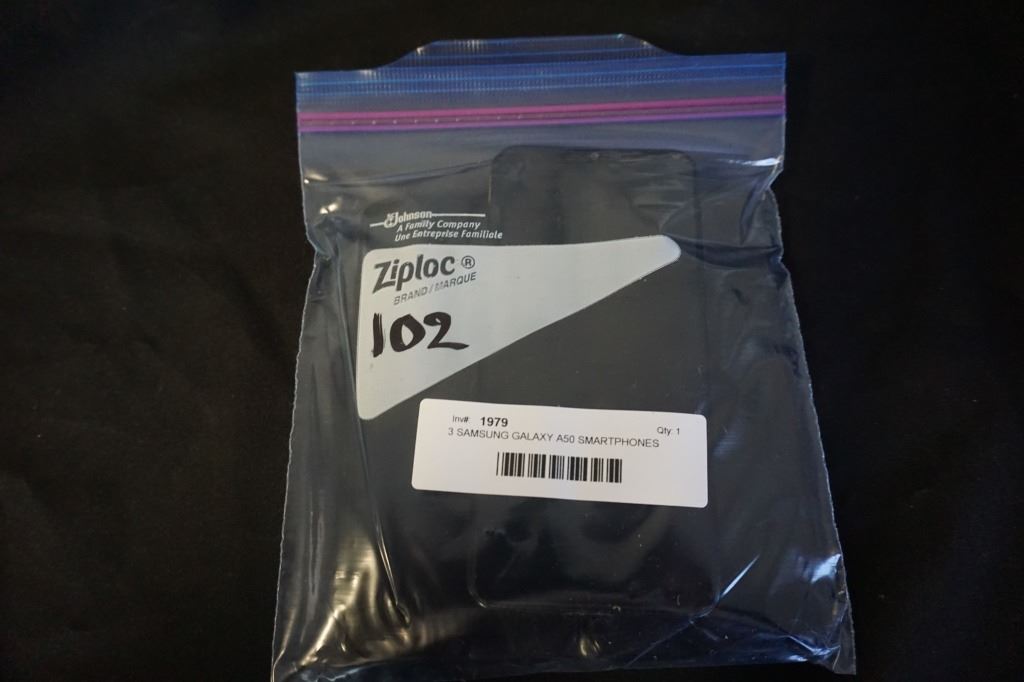 SC Johnson
A Family Company
Une Entreprise Familiale
Ziploc®
BRAND/MARQUE
102
Inv#: 1979 Qty: 1
3 SAMSUNG GALAXY A50 SMARTPHONES